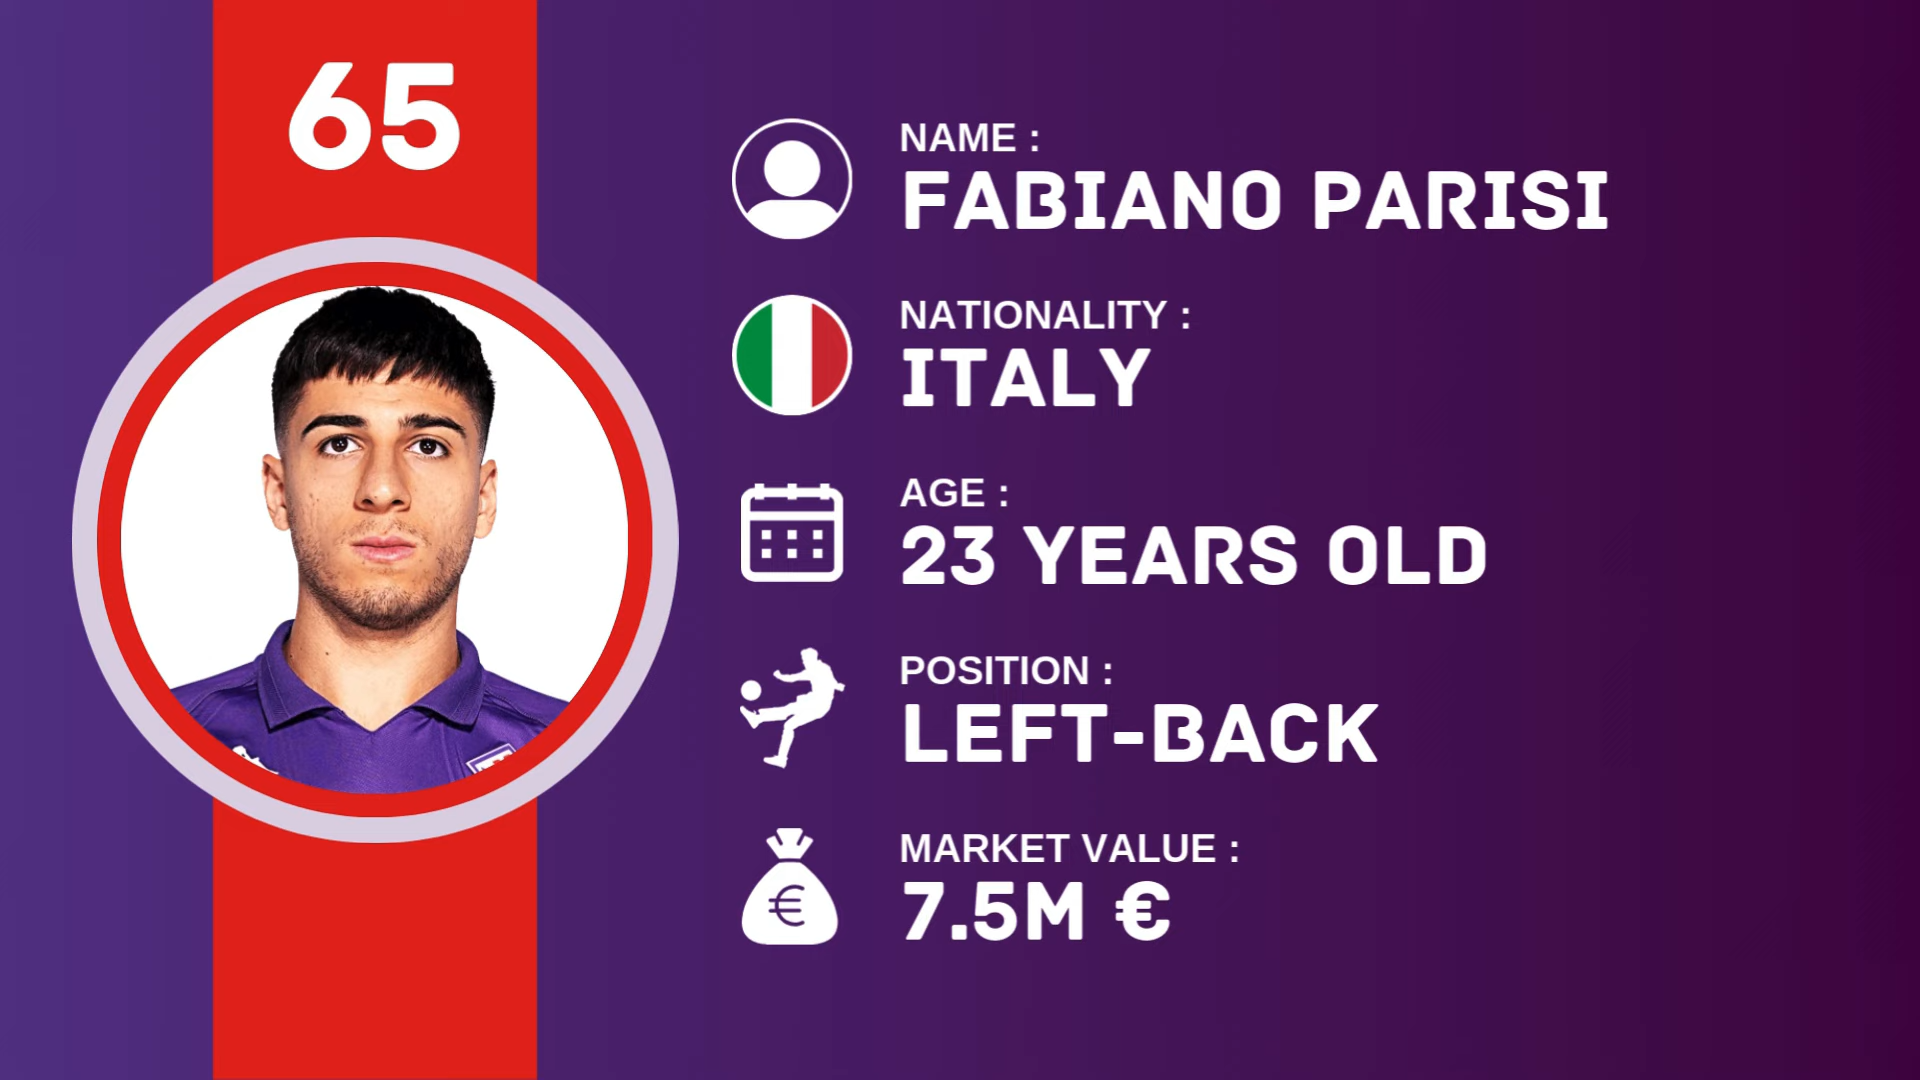 65
NAME :
FABIANO PARISI
NATIONALITY :
ITALY
AGE :
23 YEARS OLD
POSITION :
LEFT-BACK
MARKET VALUE :
7.5M €